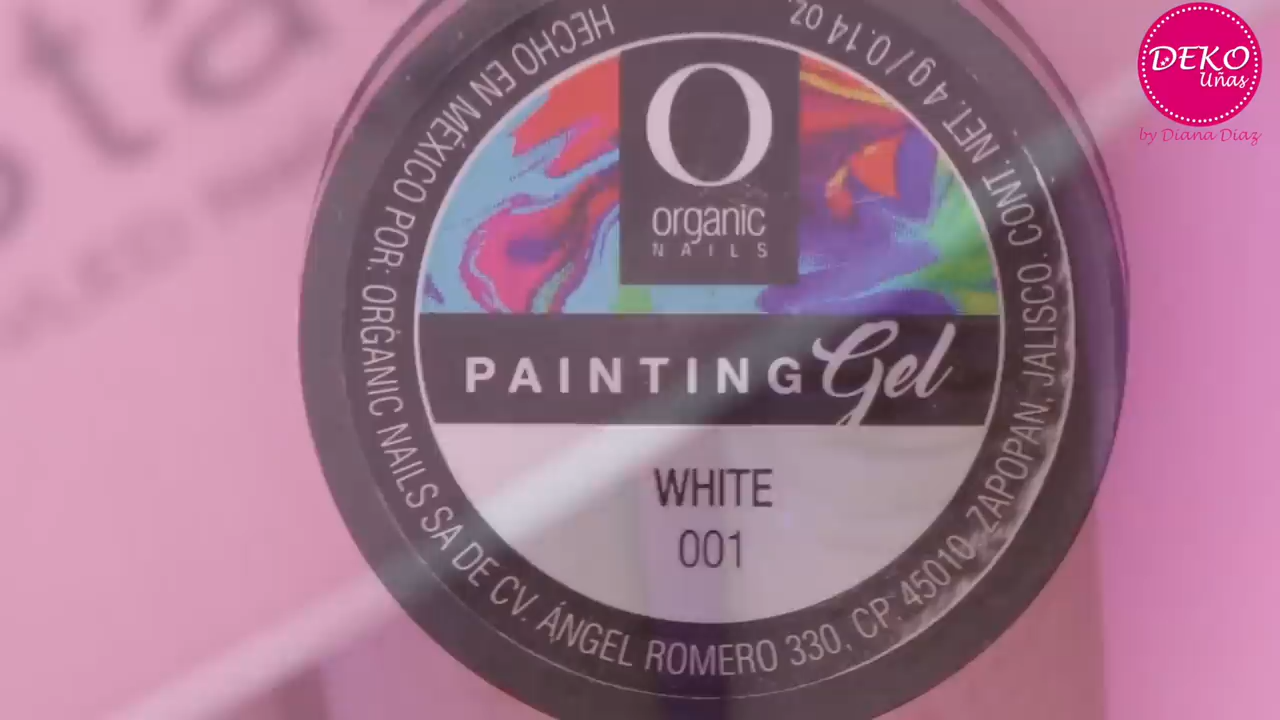 DEKO
Uñas
by Diana Diaz
HECHO EN MÉXICO POR: ORGANIC NAILS SA DE CV. ÁNGEL ROMERO 330, CP. 45010, ZAPOPAN, JALISCO. CONT. NET. 4 g / 0.14 oz.
O
organic
NAILS
PAINTING Gel
WHITE
001